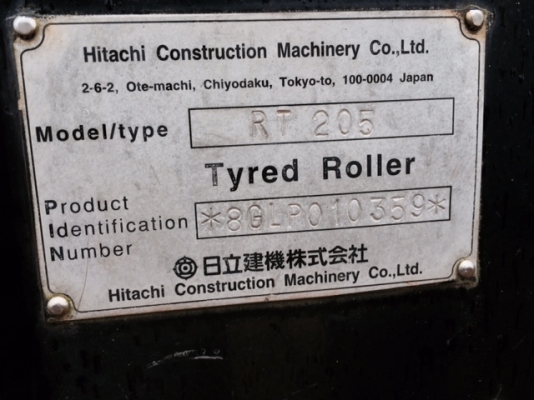 Hitachi Construction Machinery Co.,Ltd.
2-6-2, Ote-machi, Chiyodaku, Tokyo-to, 100-0004 Japan
Model/type RT 205
Tyred Roller
Product
Identification *8GLP010359*
Number
日立建機株式会社
Hitachi Construction Machinery Co.,Ltd.